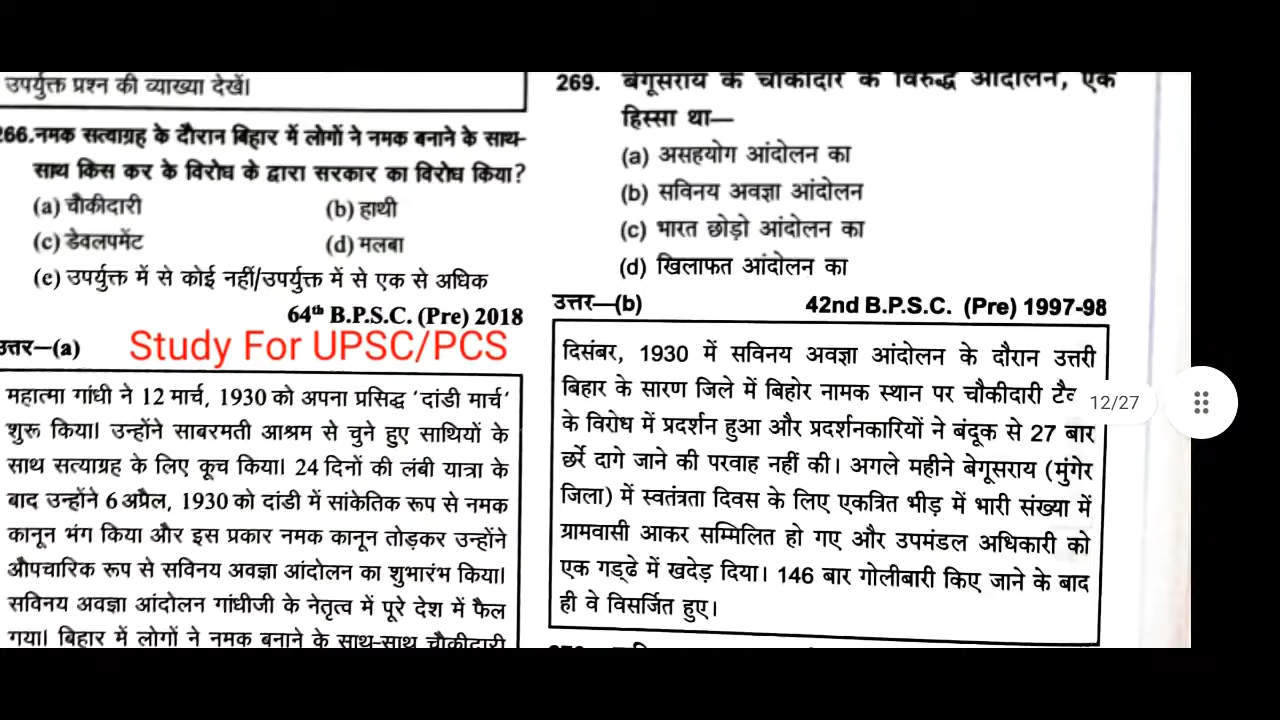 उपर्युक्त प्रश्न की व्याख्या देखें।
266. नमक सत्याग्रह के दौरान बिहार में लोगों ने नमक बनाने के साथ-
साथ किस कर के विरोध के द्वारा सरकार का विरोध किया?
(a) चौकीदारी (b) हाथी
(c) डेवलपमेंट (d) मलबा
(e) उपर्युक्त में से कोई नहीं/उपर्युक्त में से एक से अधिक
64th B.P.S.C. (Pre) 2018
उत्तर—(a) Study For UPSC/PCS
महात्मा गांधी ने 12 मार्च, 1930 को अपना प्रसिद्ध 'दांडी मार्च'
शुरू किया। उन्होंने साबरमती आश्रम से चुने हुए साथियों के
साथ सत्याग्रह के लिए कूच किया। 24 दिनों की लंबी यात्रा के
बाद उन्होंने 6 अप्रैल, 1930 को दांडी में सांकेतिक रूप से नमक
कानून भंग किया और इस प्रकार नमक कानून तोड़कर उन्होंने
औपचारिक रूप से सविनय अवज्ञा आंदोलन का शुभारंभ किया।
सविनय अवज्ञा आंदोलन गांधीजी के नेतृत्व में पूरे देश में फैल
गया। बिहार में लोगों ने नमक बनाने के साथ-साथ चौकीदारी
269. बेगूसराय के चौकीदार के विरुद्ध आंदोलन, एक
हिस्सा था—
(a) असहयोग आंदोलन का
(b) सविनय अवज्ञा आंदोलन
(c) भारत छोड़ो आंदोलन का
(d) खिलाफत आंदोलन का
उत्तर—(b) 42nd B.P.S.C. (Pre) 1997-98
दिसंबर, 1930 में सविनय अवज्ञा आंदोलन के दौरान उत्तरी
बिहार के सारण जिले में बिहोर नामक स्थान पर चौकीदारी
के विरोध में प्रदर्शन हुआ और प्रदर्शनकारियों ने बंदूक से 27 बार
छर्रे दागे जाने की परवाह नहीं की। अगले महीने बेगूसराय (मुंगेर
जिला) में स्वतंत्रता दिवस के लिए एकत्रित भीड़ में भारी संख्या में
ग्रामवासी आकर सम्मिलित हो गए और उपमंडल अधिकारी को
एक गड्ढे में खदेड़ दिया। 146 बार गोलीबारी किए जाने के बाद
ही वे विसर्जित हुए।
12/27